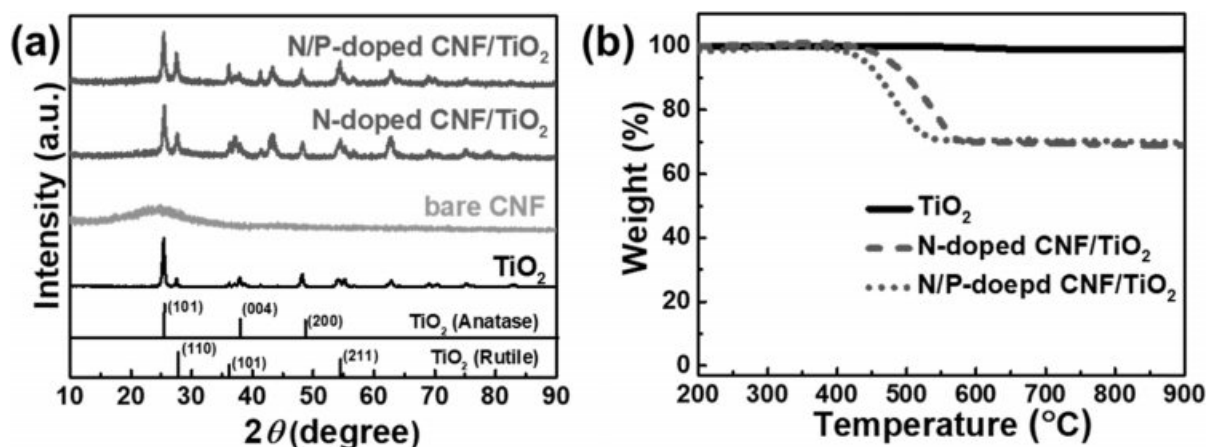 (a)
N/P-doped CNF/TiO₂
N-doped CNF/TiO₂
bare CNF
TiO₂
(101)
(004)
(200)
TiO₂ (Anatase)
(110)
(101)
(211)
TiO₂ (Rutile)
10 20 30 40 50 60 70 80 90
2θ (degree)
Intensity (a.u.)
(b)
100
80
60
40
20
0
Weight (%)
TiO₂
N-doped CNF/TiO₂
N/P-doepd CNF/TiO₂
200 300 400 500 600 700 800 900
Temperature (°C)